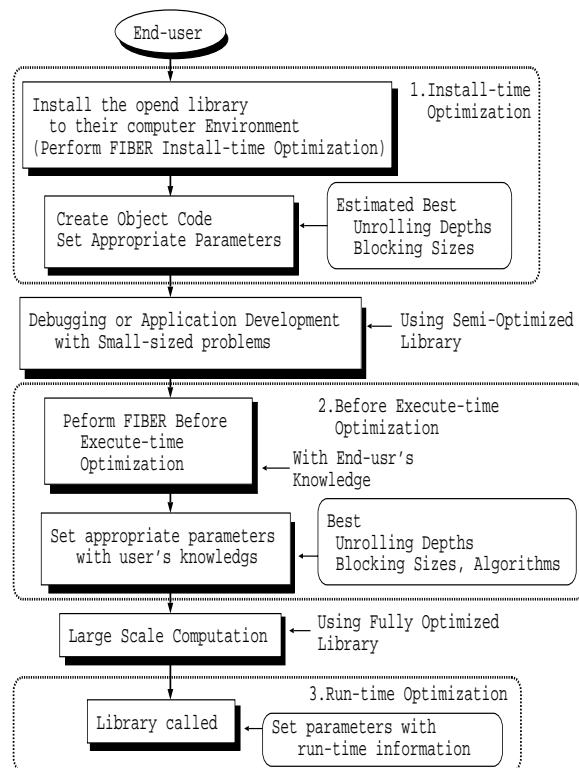 End-user
1.Install-time
Optimization
Install the opend library
to their computer Environment
(Perform FIBER Install-time Optimization)
Create Object Code
Set Appropriate Parameters
Estimated Best
Unrolling Depths
Blocking Sizes
Debugging or Application Development
with Small-sized problems
Using Semi-Optimized
Library
2.Before Execute-time
Optimization
Peform FIBER Before
Execute-time
Optimization
With End-usr's
Knowledge
Set appropriate parameters
with user's knowledgs
Best
Unrolling Depths
Blocking Sizes, Algorithms
Large Scale Computation
Using Fully Optimized
Library
3.Run-time Optimization
Library called
Set parameters with
run-time information